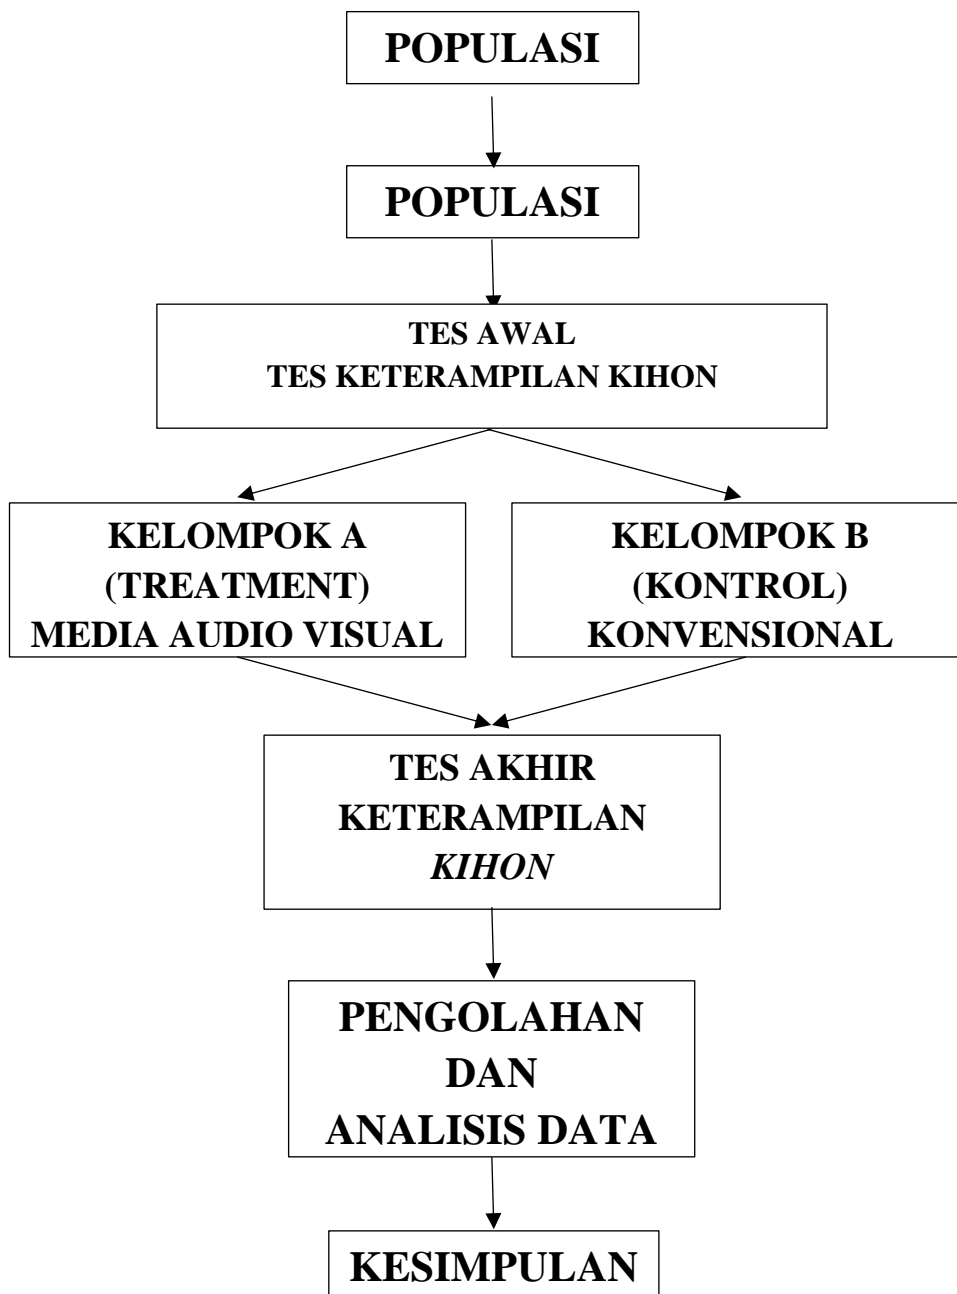 POPULASI
POPULASI
TES AWAL
TES KETERAMPILAN KIHON
KELOMPOK A
(TREATMENT)
MEDIA AUDIO VISUAL
KELOMPOK B
(KONTROL)
KONVENSIONAL
TES AKHIR
KETERAMPILAN
KIHON
PENGOLAHAN
DAN
ANALISIS DATA
KESIMPULAN